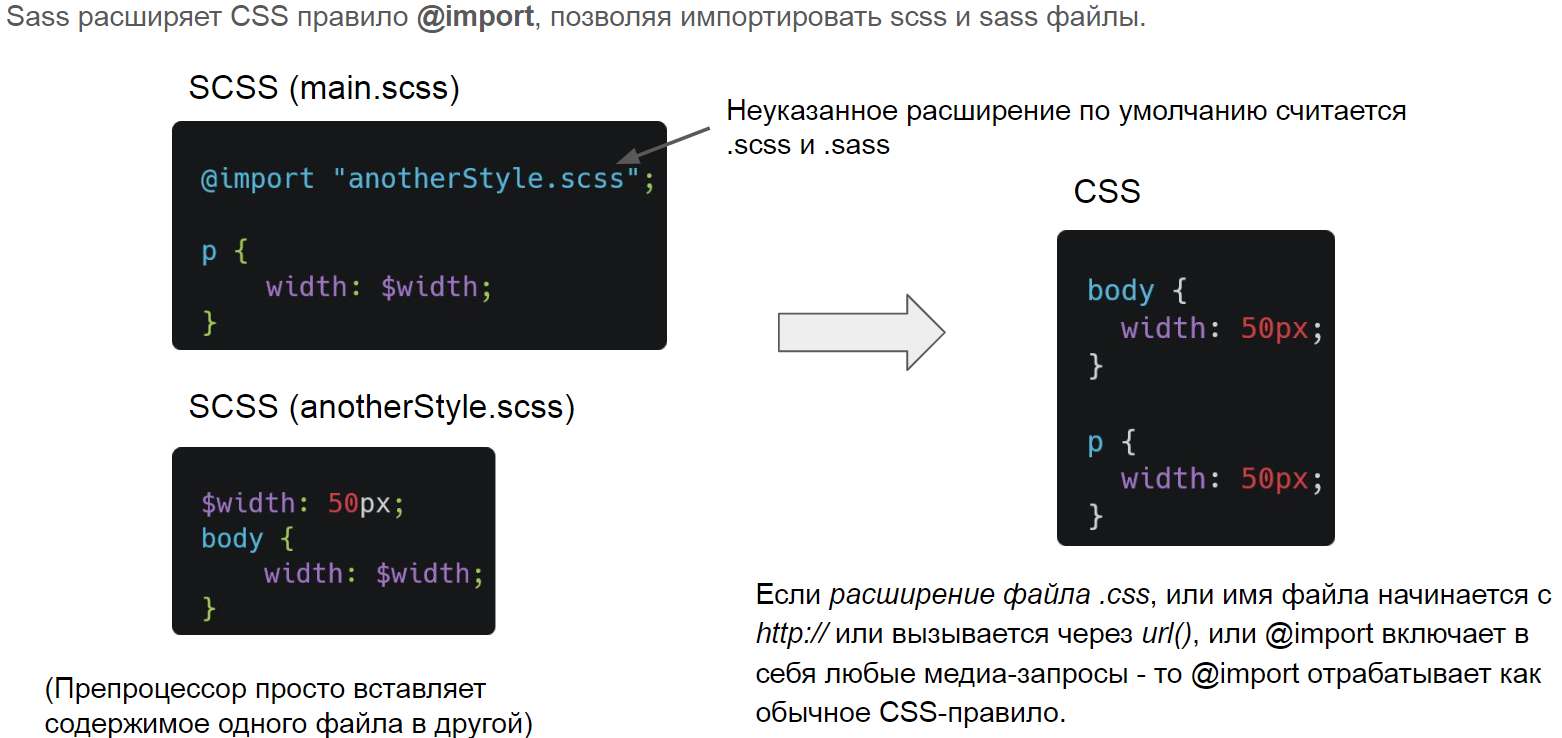 Sass расширяет CSS правило @import, позволяя импортировать scss и sass файлы.
SCSS (main.scss)
@import "anotherStyle.scss";
p {
    width: $width;
}
Неуказанное расширение по умолчанию считается
.scss и .sass
SCSS (anotherStyle.scss)
$width: 50px;
body {
    width: $width;
}
(Препроцессор просто вставляет
содержимое одного файла в другой)
CSS
body {
  width: 50px;
}
p {
  width: 50px;
}
Если расширение файла .css, или имя файла начинается с
http:// или вызывается через url(), или @import включает в
себя любые медиа-запросы - то @import отрабатывает как
обычное CSS-правило.